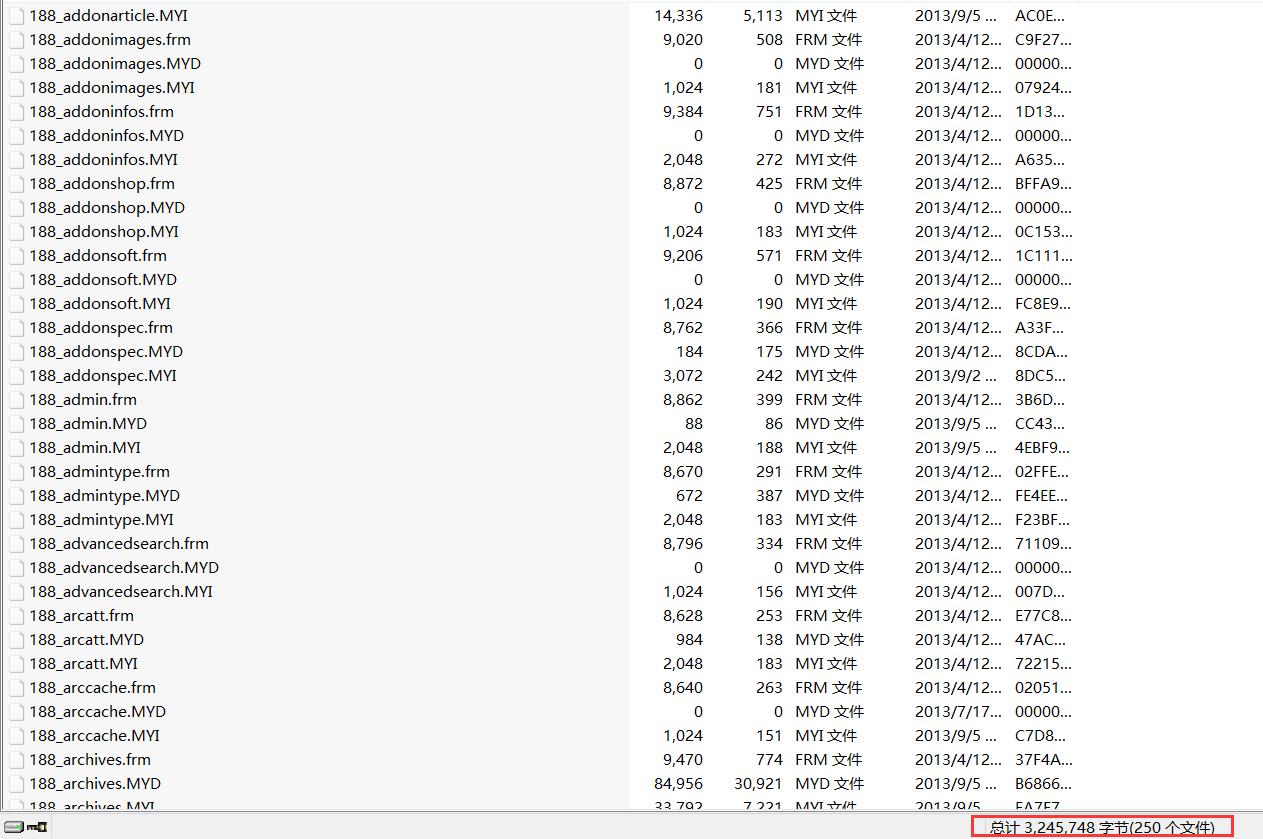 188_addonarticle.MYI 14,336 5,113 MYI 文件 2013/9/5 ... AC0E...
188_addonimages.frm 9,020 508 FRM 文件 2013/4/12... C9F27...
188_addonimages.MYD 0 0 MYD 文件 2013/4/12... 00000...
188_addonimages.MYI 1,024 181 MYI 文件 2013/4/12... 07924...
188_addoninfos.frm 9,384 751 FRM 文件 2013/4/12... 1D13...
188_addoninfos.MYD 0 0 MYD 文件 2013/4/12... 00000...
188_addoninfos.MYI 2,048 272 MYI 文件 2013/4/12... A635...
188_addonshop.frm 8,872 425 FRM 文件 2013/4/12... BFFA9...
188_addonshop.MYD 0 0 MYD 文件 2013/4/12... 00000...
188_addonshop.MYI 1,024 183 MYI 文件 2013/4/12... 0C153...
188_addonsoft.frm 9,206 571 FRM 文件 2013/4/12... 1C111...
188_addonsoft.MYD 0 0 MYD 文件 2013/4/12... 00000...
188_addonsoft.MYI 1,024 190 MYI 文件 2013/4/12... FC8E9...
188_addonspec.frm 8,762 366 FRM 文件 2013/4/12... A33F...
188_addonspec.MYD 184 175 MYD 文件 2013/4/12... 8CDA...
188_addonspec.MYI 3,072 242 MYI 文件 2013/9/2 ... 8DC5...
188_admin.frm 8,862 399 FRM 文件 2013/4/12... 3B6D...
188_admin.MYD 88 86 MYD 文件 2013/9/5 ... CC43...
188_admin.MYI 2,048 188 MYI 文件 2013/9/5 ... 4EBF9...
188_admintype.frm 8,670 291 FRM 文件 2013/4/12... 02FFE...
188_admintype.MYD 672 387 MYD 文件 2013/4/12... FE4EE...
188_admintype.MYI 2,048 183 MYI 文件 2013/4/12... F23BF...
188_advancedsearch.frm 8,796 334 FRM 文件 2013/4/12... 71109...
188_advancedsearch.MYD 0 0 MYD 文件 2013/4/12... 00000...
188_advancedsearch.MYI 1,024 156 MYI 文件 2013/4/12... 007D...
188_arcatt.frm 8,628 253 FRM 文件 2013/4/12... E77C8...
188_arcatt.MYD 984 138 MYD 文件 2013/4/12... 47AC...
188_arcatt.MYI 2,048 183 MYI 文件 2013/4/12... 72215...
188_arccache.frm 8,640 263 FRM 文件 2013/4/12... 02051...
188_arccache.MYD 0 0 MYD 文件 2013/7/17... 00000...
188_arccache.MYI 1,024 151 MYI 文件 2013/9/5 ... C7D8...
188_archives.frm 9,470 774 FRM 文件 2013/4/12... 37F4A...
188_archives.MYD 84,956 30,921 MYD 文件 2013/9/5 ... B6866...
188_archives.MYI 33,792 7,221 MYI 文件 2013/9/5
总计 3,245,748 字节(250 个文件)